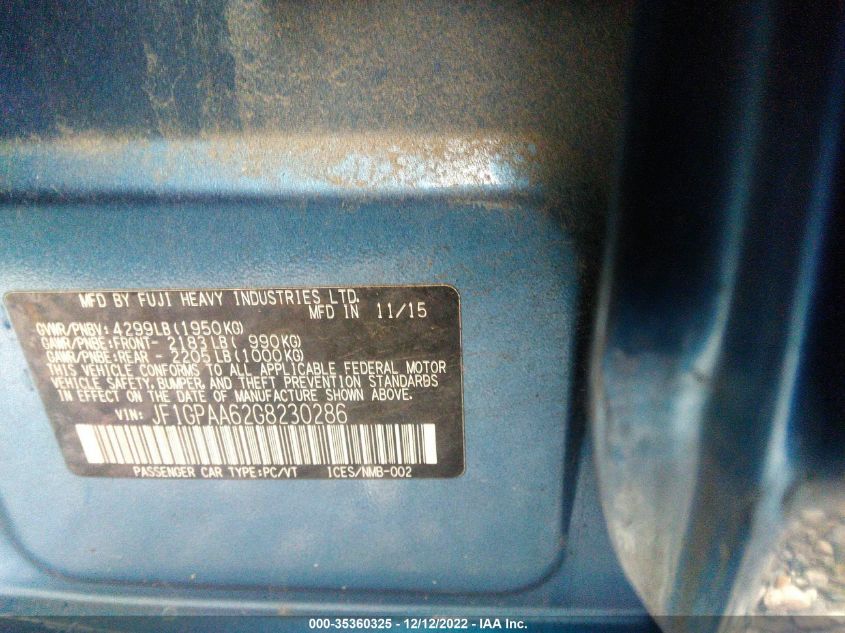 MFD BY FUJI HEAVY INDUSTRIES LTD.
MFD IN 11/15
GVWR/PNBV: 4299LB(1950KG)
GAWR/PNBE:FRONT- 2183LB( 990KG)
GAWR/PNBE:REAR - 2205LB(1000KG)
THIS VEHICLE CONFORMS TO ALL APPLICABLE FEDERAL MOTOR
VEHICLE SAFETY, BUMPER, AND THEFT PREVENTION STANDARDS
IN EFFECT ON THE DATE OF MANUFACTURE SHOWN ABOVE.
VIN: JF1GPAA62G8230286
PASSENGER CAR TYPE:PC/VT ICES/NMB-002
000-35360325 - 12/12/2022 - IAA Inc.